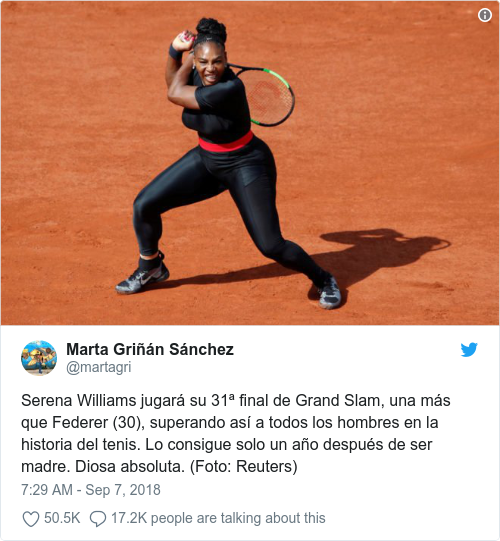 Marta Griñán Sánchez
@martagri
Serena Williams jugará su 31ª final de Grand Slam, una más
que Federer (30), superando así a todos los hombres en la
historia del tenis. Lo consigue solo un año después de ser
madre. Diosa absoluta. (Foto: Reuters)
7:29 AM - Sep 7, 2018
50.5K 17.2K people are talking about this